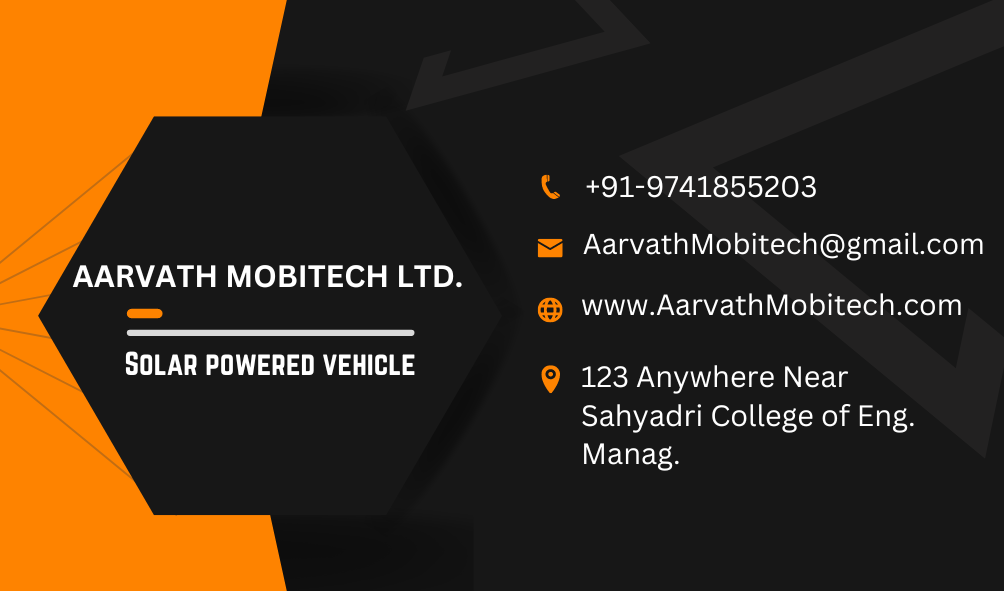 AARVATH MOBITECH LTD.
SOLAR POWERED VEHICLE
+91-9741855203
AarvathMobitech@gmail.com
www.AarvathMobitech.com
123 Anywhere Near
Sahyadri College of Eng.
Manag.